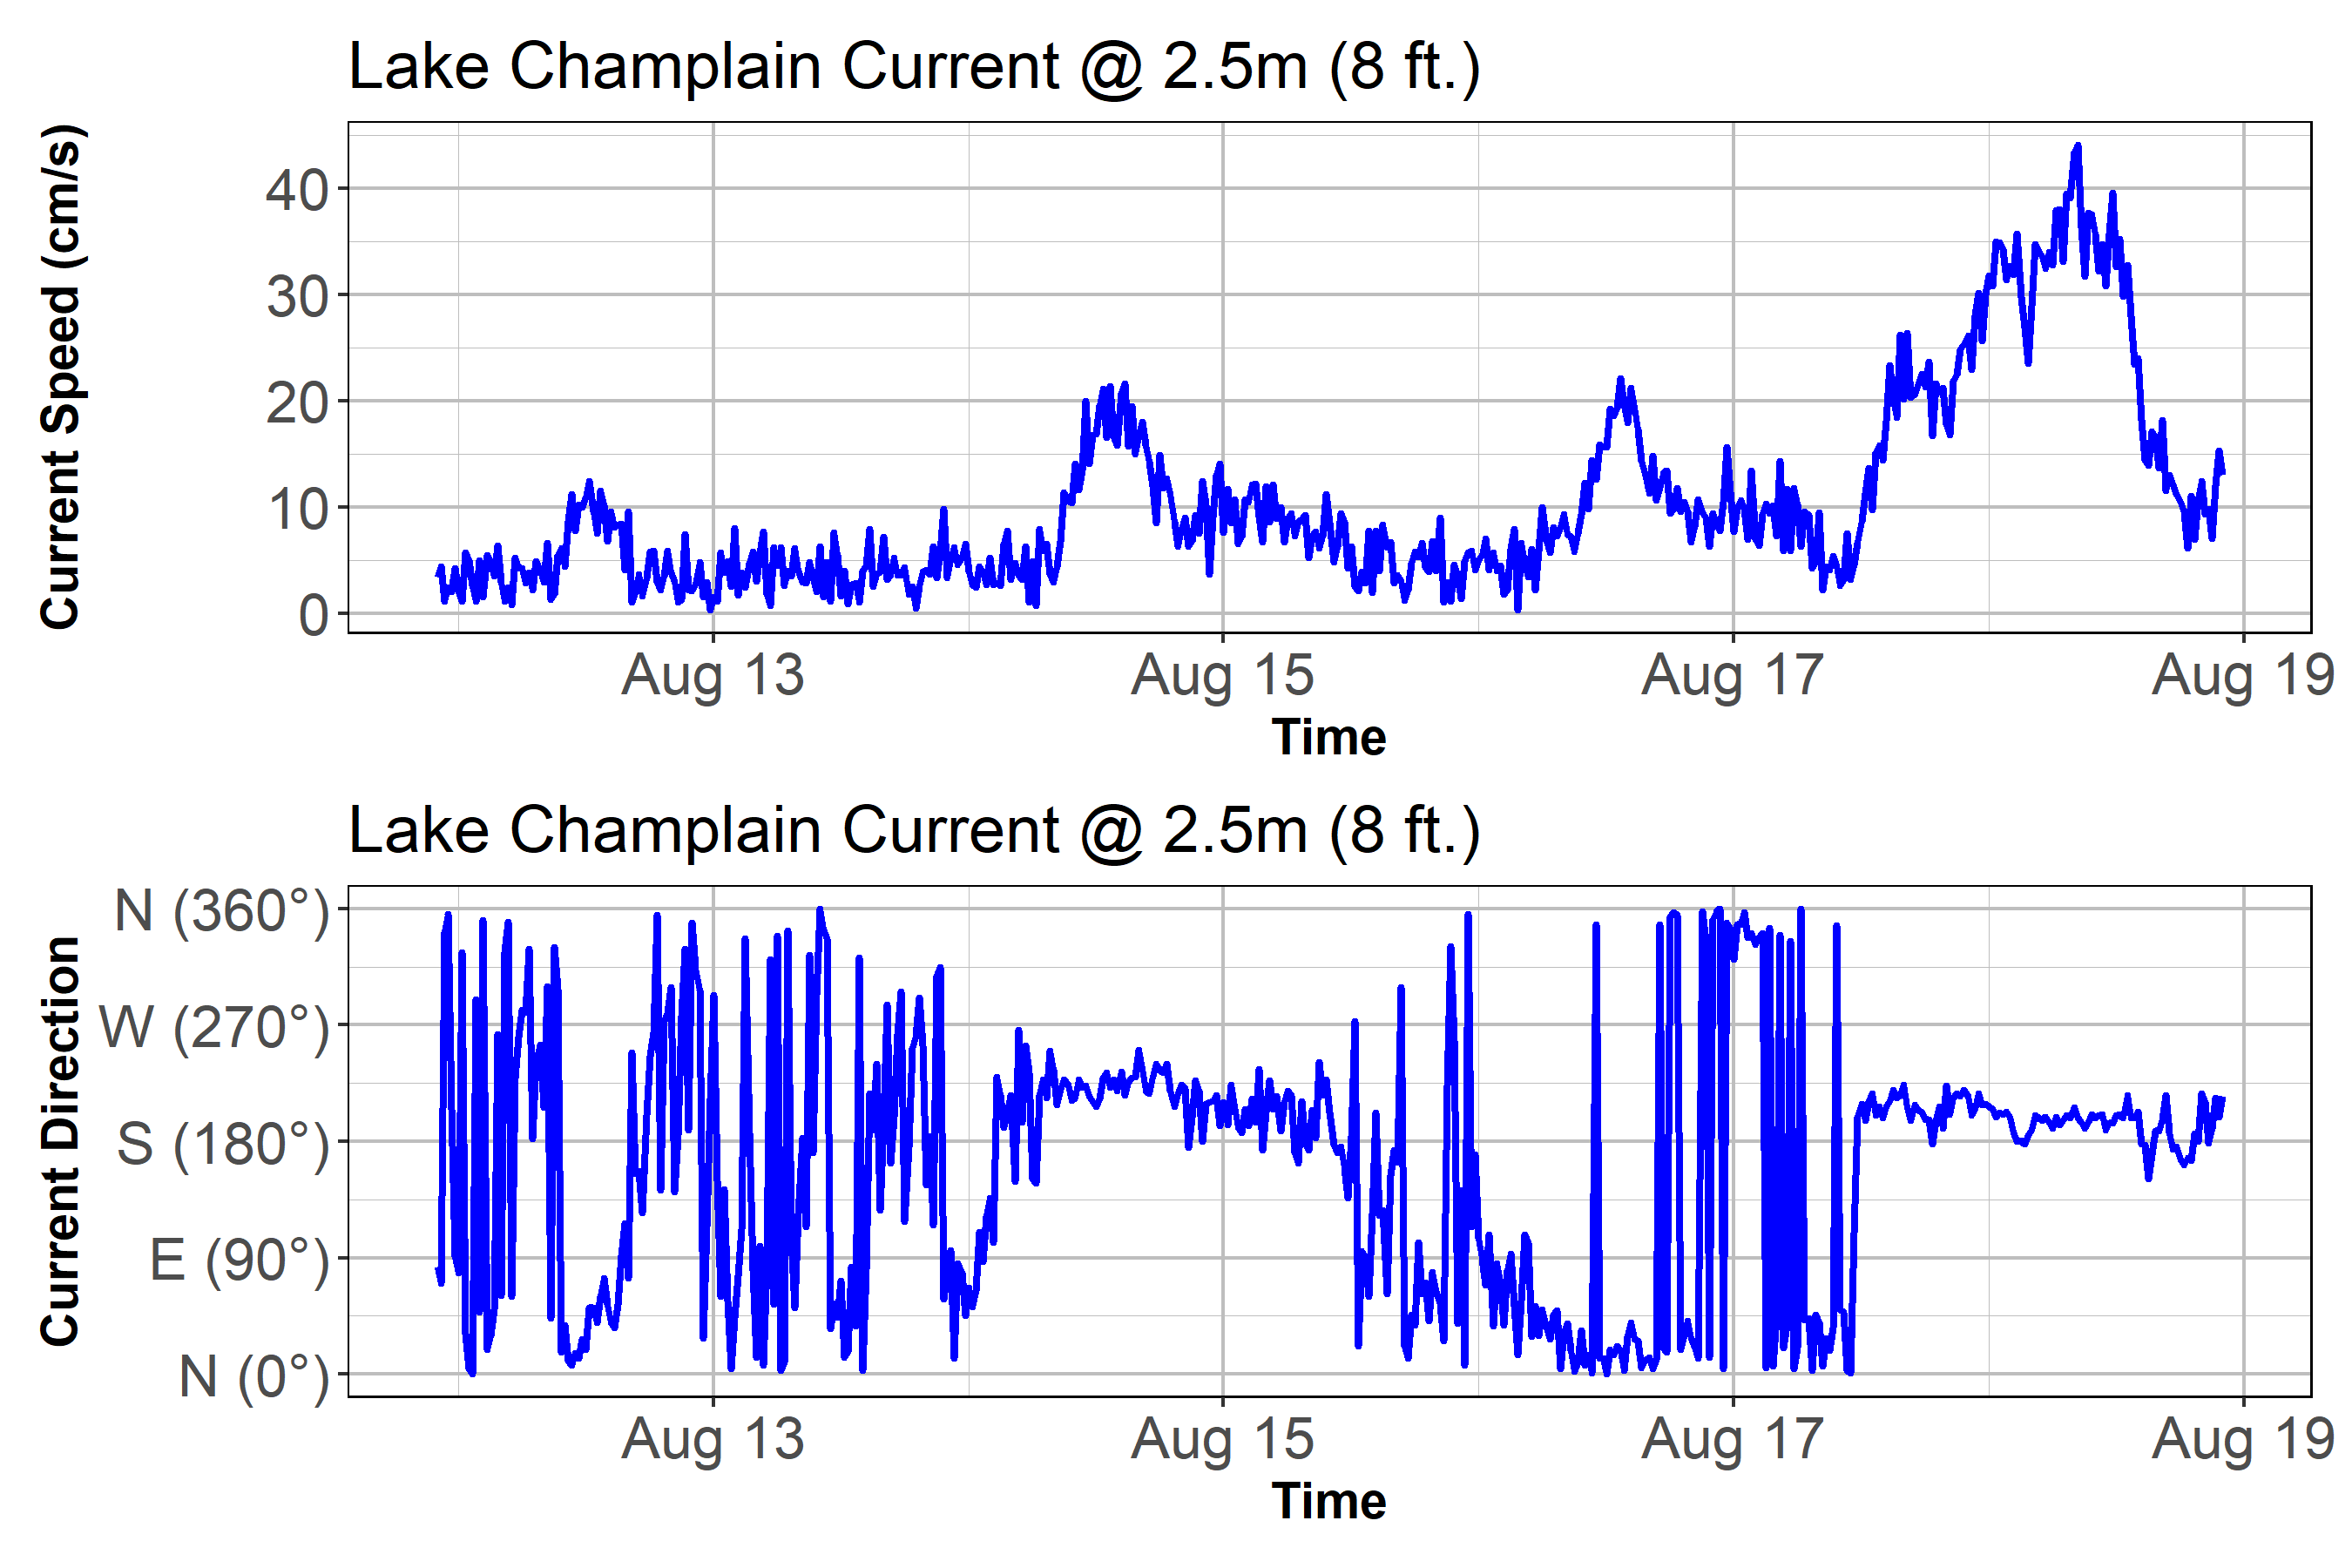 Lake Champlain Current @ 2.5m (8 ft.)
Current Speed (cm/s)
40
30
20
10
0
Aug 13 Aug 15 Aug 17 Aug 19
Time
Lake Champlain Current @ 2.5m (8 ft.)
Current Direction
N (360°)
W (270°)
S (180°)
E (90°)
N (0°)
Aug 13 Aug 15 Aug 17 Aug 19
Time